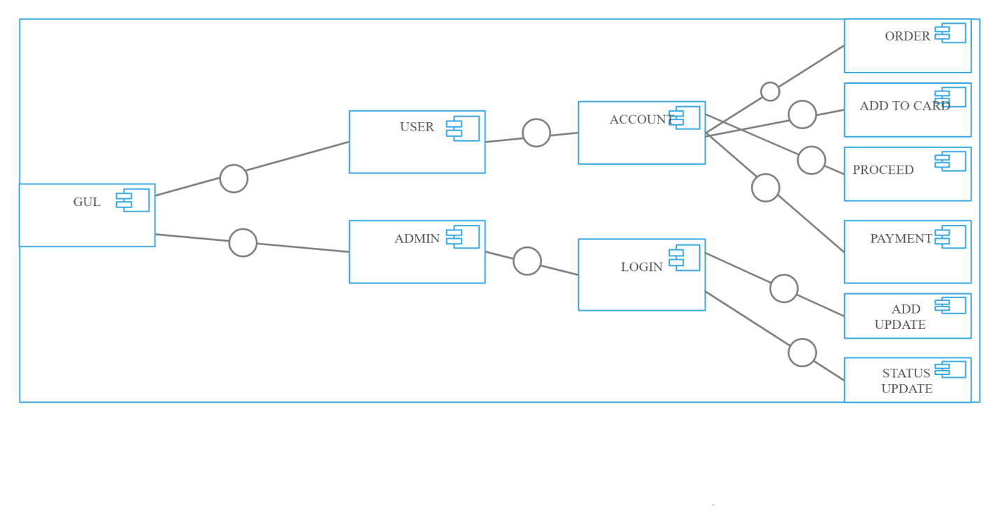 ORDER
ADD TO CARD
USER
ACCOUNT
PROCEED
GUL
ADMIN
PAYMENT
LOGIN
ADD
UPDATE
STATUS
UPDATE